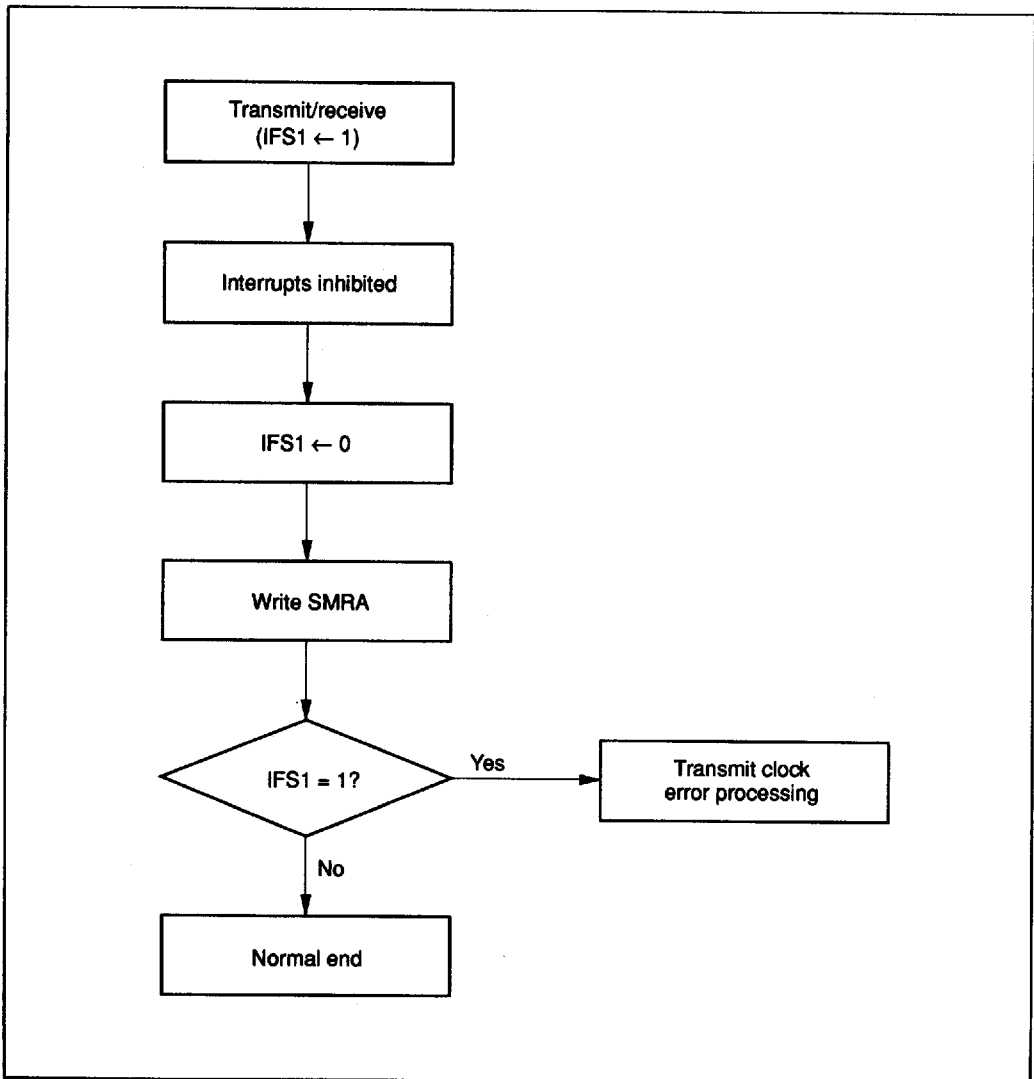 Transmit/receive
(IFS1 ← 1)
Interrupts inhibited
IFS1 ← 0
Write SMRA
IFS1 = 1?
Yes
Transmit clock
error processing
No
Normal end